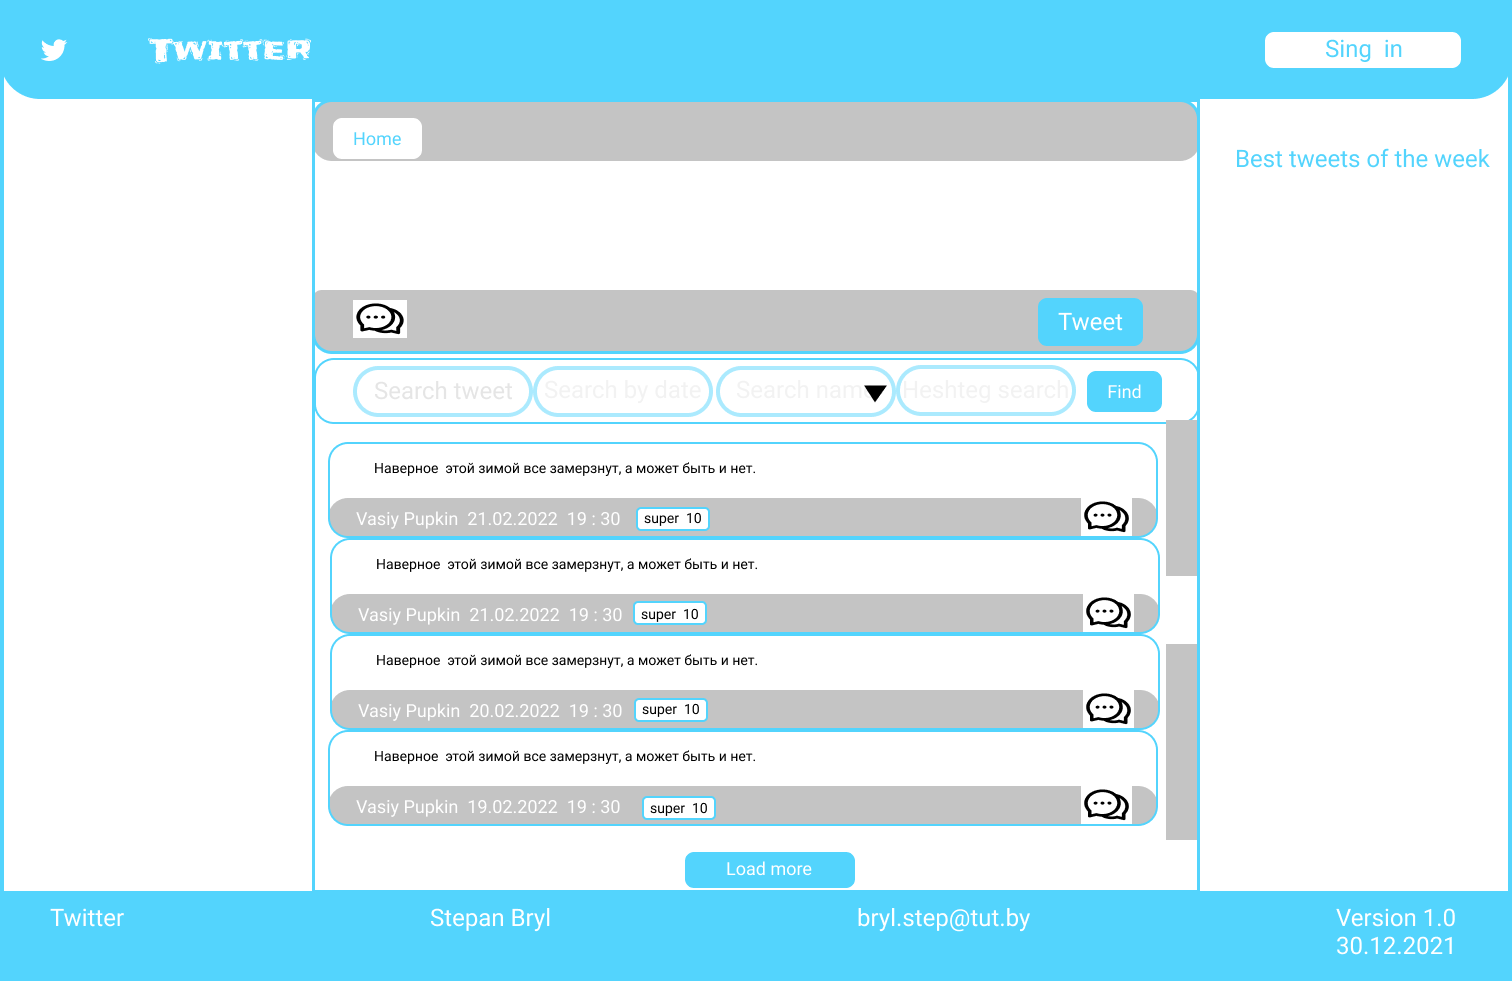 Twitter
Sing in
Home
Best tweets of the week
Tweet
Search tweet
Search by date
Search nam
Heshteg search
Find
Наверное этой зимой все замерзнут, а может быть и нет.
Vasiy Pupkin 21.02.2022 19 : 30 super 10
Наверное этой зимой все замерзнут, а может быть и нет.
Vasiy Pupkin 21.02.2022 19 : 30 super 10
Наверное этой зимой все замерзнут, а может быть и нет.
Vasiy Pupkin 20.02.2022 19 : 30 super 10
Наверное этой зимой все замерзнут, а может быть и нет.
Vasiy Pupkin 19.02.2022 19 : 30 super 10
Load more
Twitter
Stepan Bryl
bryl.step@tut.by
Version 1.0
30.12.2021